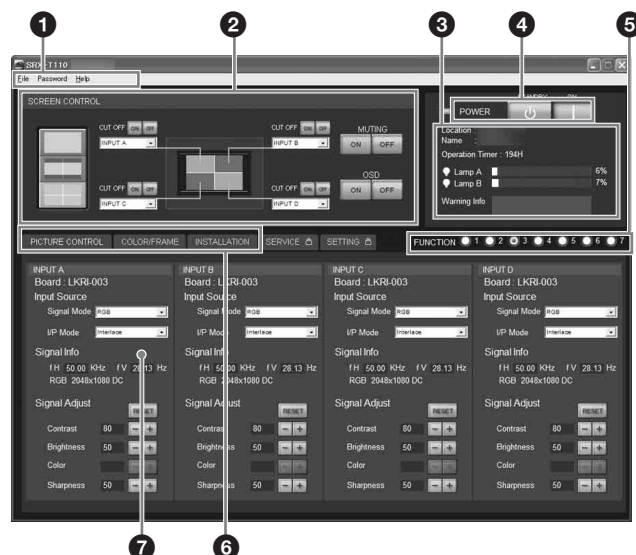 1 2 3 4 5
SRX-T110
File Password Help
SCREEN CONTROL
STANDBY ON
POWER
CUT OFF ON OFF CUT OFF ON OFF MUTING
INPUT A INPUT B ON OFF
OSD
CUT OFF ON OFF CUT OFF ON OFF ON OFF
INPUT C INPUT D
Location :
Name :
Operation Timer : 194H
Lamp A 6%
Lamp B 7%
Warning Info
PICTURE CONTROL COLOR/FRAME INSTALLATION SERVICE SETTING FUNCTION 1 2 3 4 5 6 7
INPUT A INPUT B INPUT C INPUT D
Board : LKRI-003 Board : LKRI-003 Board : LKRI-003 Board : LKRI-003
Input Source Input Source Input Source Input Source
Signal Mode RGB Signal Mode RGB Signal Mode RGB Signal Mode RGB
I/P Mode Interlace I/P Mode Interlace I/P Mode Interlace I/P Mode Interlace
Signal Info Signal Info Signal Info Signal Info
fH 50.00 KHz fV 28.13 Hz fH 50.00 KHz fV 28.13 Hz fH 50.00 KHz fV 28.13 Hz fH 50.00 KHz fV 28.13 Hz
RGB 2048x1080 DC RGB 2048x1080 DC RGB 2048x1080 DC RGB 2048x1080 DC
Signal Adjust Signal Adjust Signal Adjust Signal Adjust
RESET RESET RESET RESET
Contrast 80 - + Contrast 80 - + Contrast 80 - + Contrast 80 - +
Brightness 50 - + Brightness 50 - + Brightness 50 - + Brightness 50 - +
Color - + Color - + Color - + Color - +
Sharpness 50 - + Sharpness 50 - + Sharpness 50 - + Sharpness 50 - +
7 6